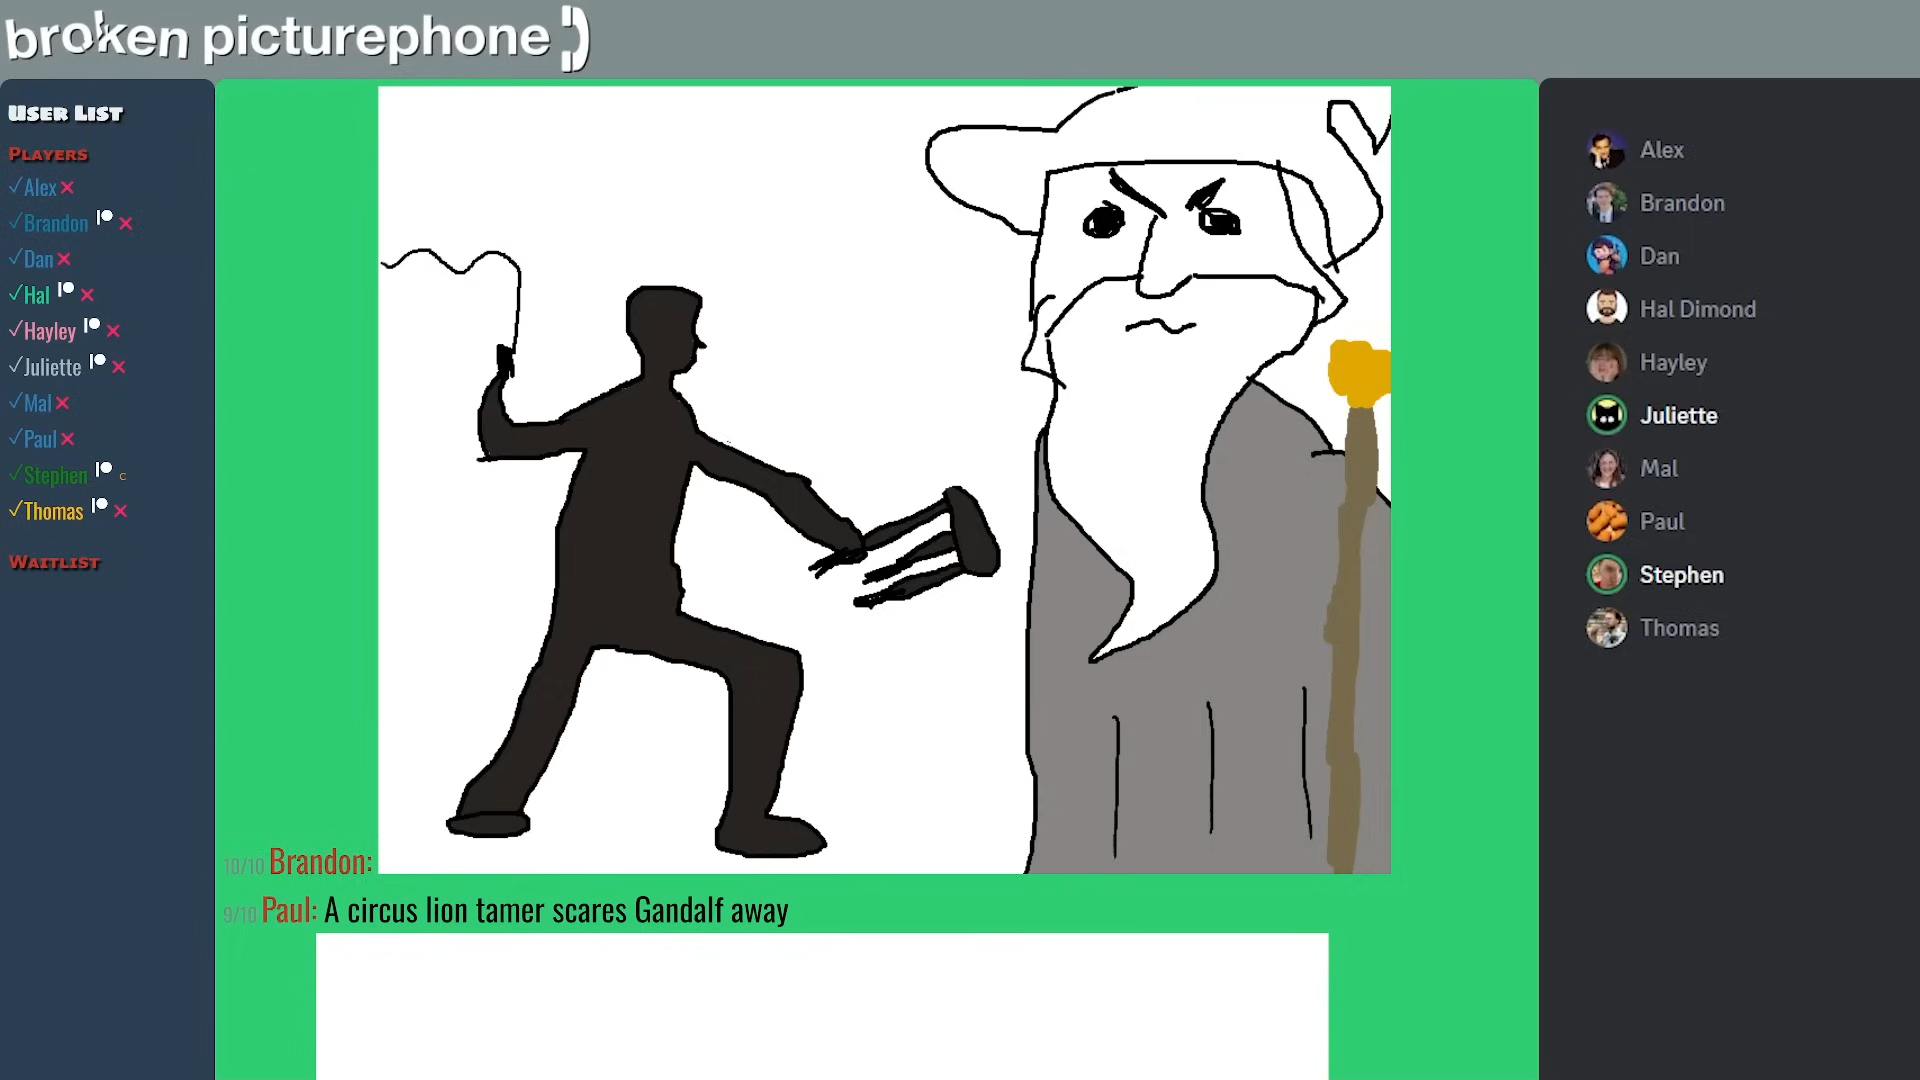 broken picturephone
User List
Players
✓Alex ×
✓Brandon ×
✓Dan ×
✓Hal ×
✓Hayley ×
✓Juliette ×
✓Mal ×
✓Paul ×
✓Stephen c
✓Thomas ×
Waitlist
10/10 Brandon:
9/10 Paul: A circus lion tamer scares Gandalf away
Alex
Brandon
Dan
Hal Dimond
Hayley
Juliette
Mal
Paul
Stephen
Thomas